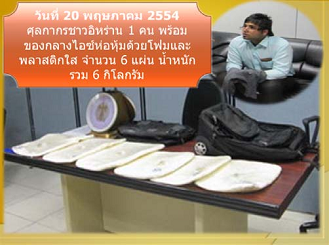 วันที่ 20 พฤษภาคม 2554
ศุลกากรชาวอิหร่าน 1 คน พร้อม
ของกลางไอซ์ห่อหุ้มด้วยโฟมและ
พลาสติกใส จำนวน 6 แผ่น น้ำหนัก
รวม 6 กิโลกรัม